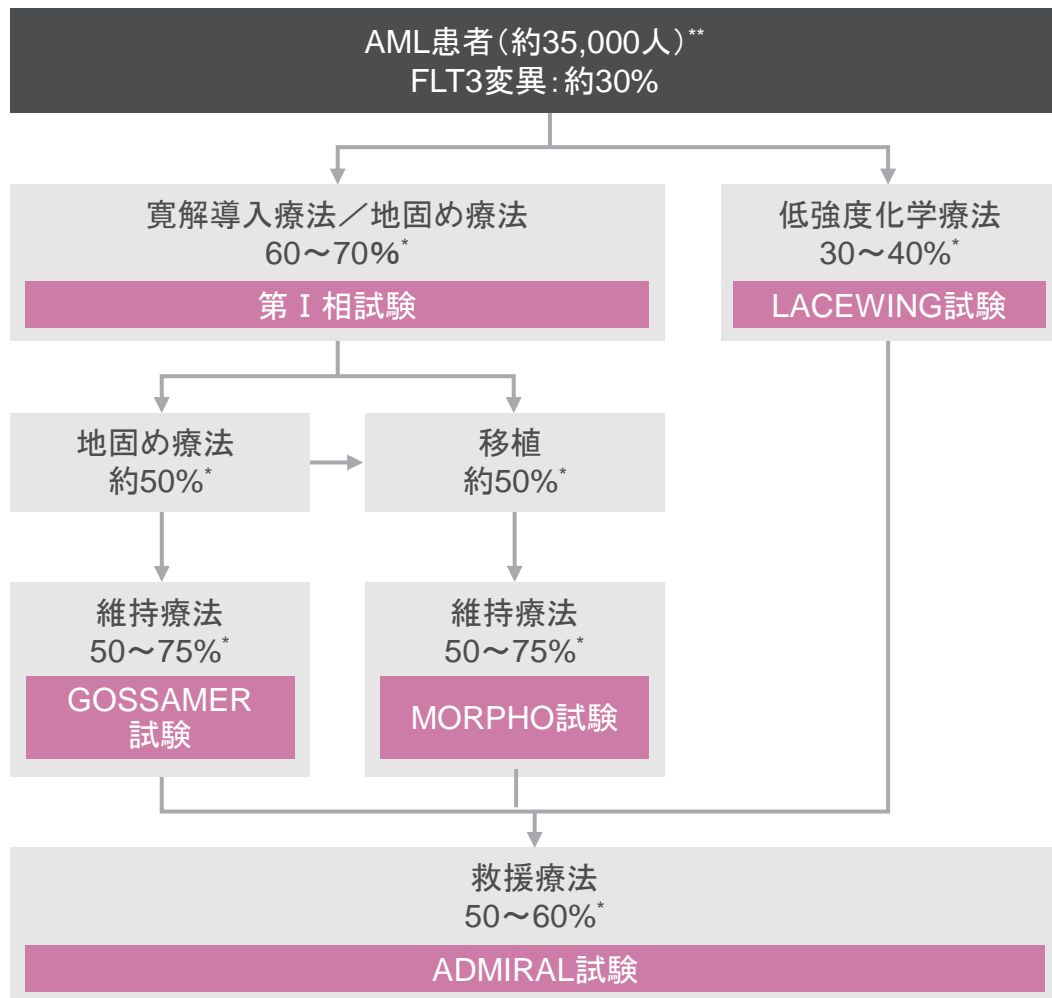 AML患者（約35,000人）**
FLT3変異：約30%
寛解導入療法／地固め療法
60～70%*
第Ⅰ相試験
低強度化学療法
30～40%*
LACEWING試験
地固め療法
約50%*
移植
約50%*
維持療法
50～75%*
GOSSAMER
試験
維持療法
50～75%*
MORPHO試験
救援療法
50～60%*
ADMIRAL試験